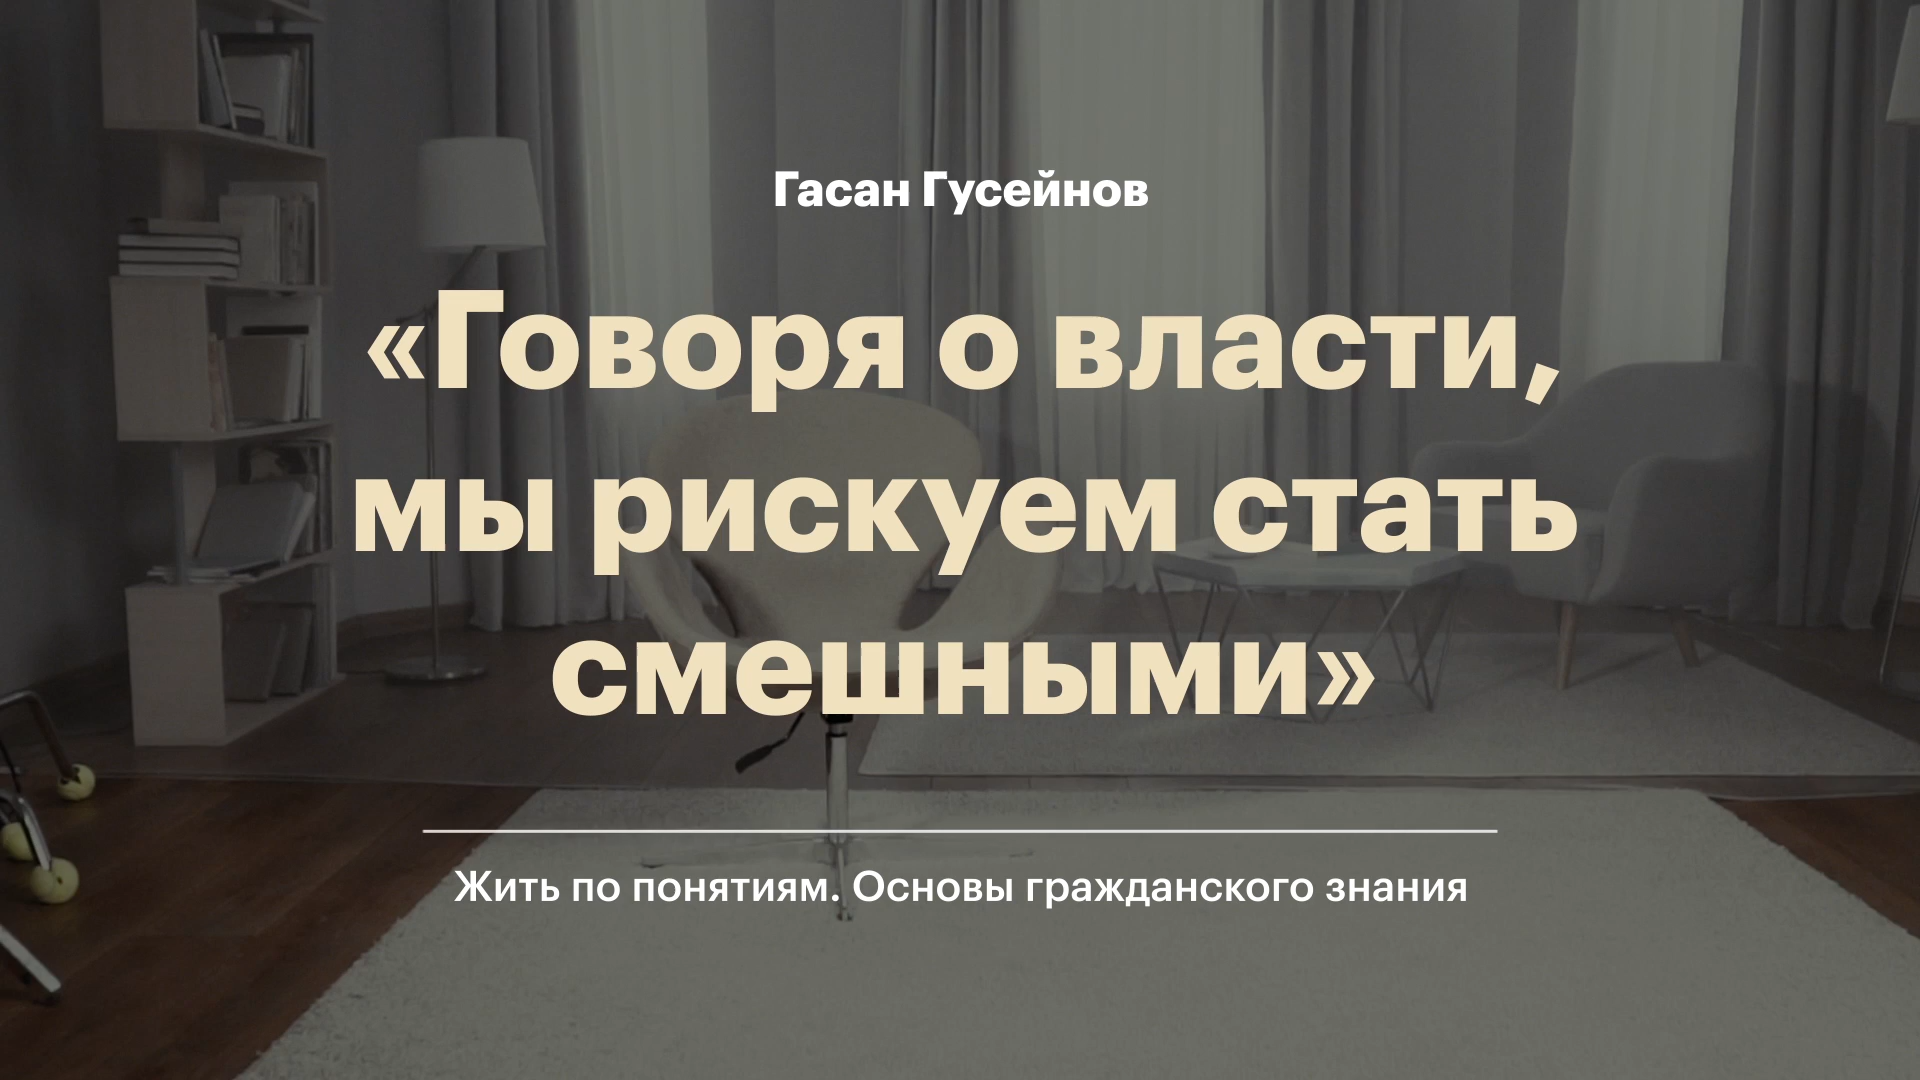 Гасан Гусейнов
«Говоря о власти,
мы рискуем стать
смешными»
Жить по понятиям. Основы гражданского знания